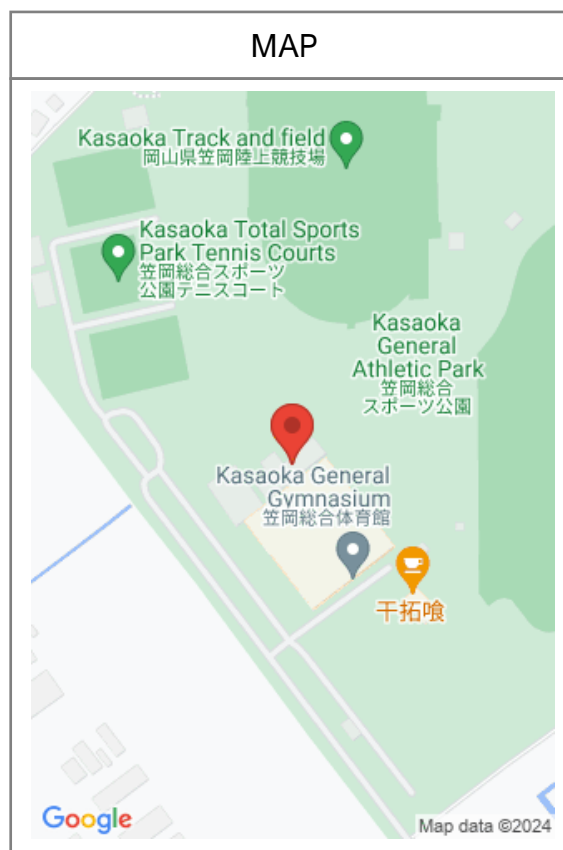 MAP
Kasaoka Track and field
岡山県笠岡陸上競技場
Kasaoka Total Sports
Park Tennis Courts
笠岡総合スポーツ
公園テニスコート
Kasaoka
General
Athletic Park
笠岡総合
スポーツ公園
Kasaoka General
Gymnasium
笠岡総合体育館
干拓喰
Google
Map data ©2024